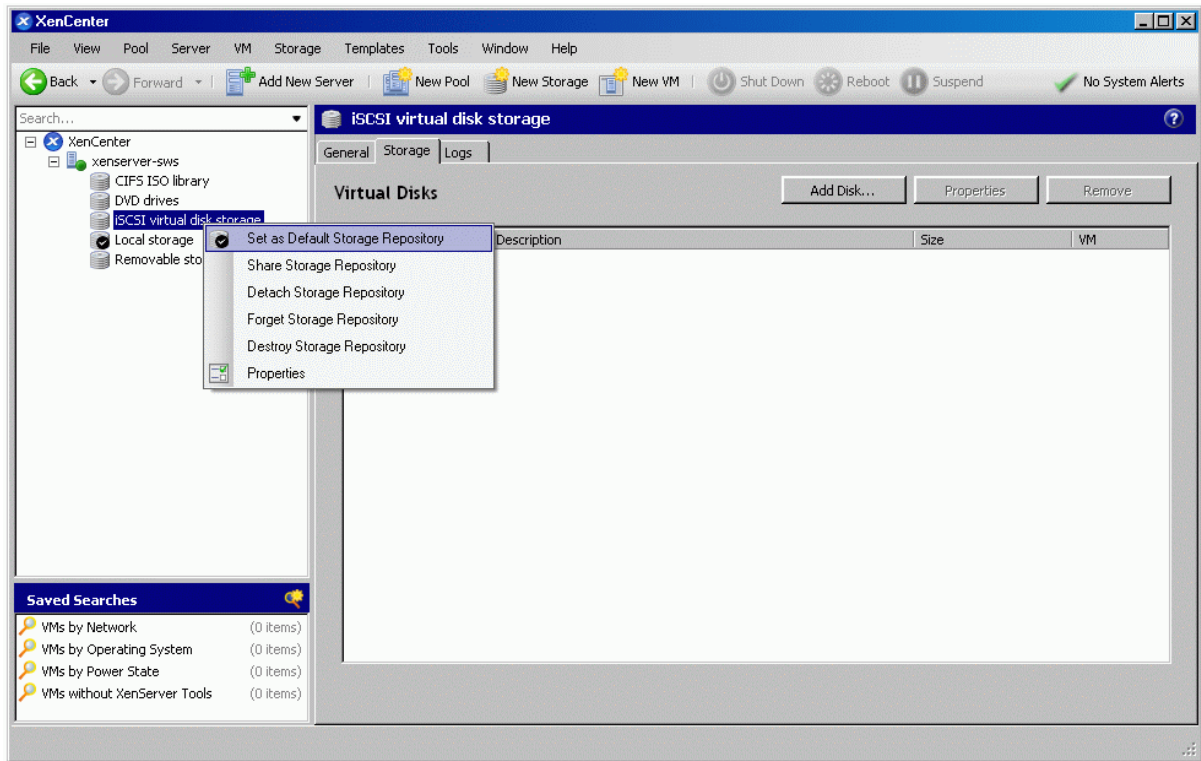 XenCenter
File View Pool Server VM Storage Templates Tools Window Help
Back Forward Add New Server New Pool New Storage New VM Shut Down Reboot Suspend No System Alerts
Search...
XenCenter
xenserver-sws
CIFS ISO library
DVD drives
iSCSI virtual disk storage
Local storage
Removable sto
iSCSI virtual disk storage
General Storage Logs
Virtual Disks Add Disk... Properties Remove
Description Size VM
Set as Default Storage Repository
Share Storage Repository
Detach Storage Repository
Forget Storage Repository
Destroy Storage Repository
Properties
Saved Searches
VMs by Network (0 items)
VMs by Operating System (0 items)
VMs by Power State (0 items)
VMs without XenServer Tools (0 items)